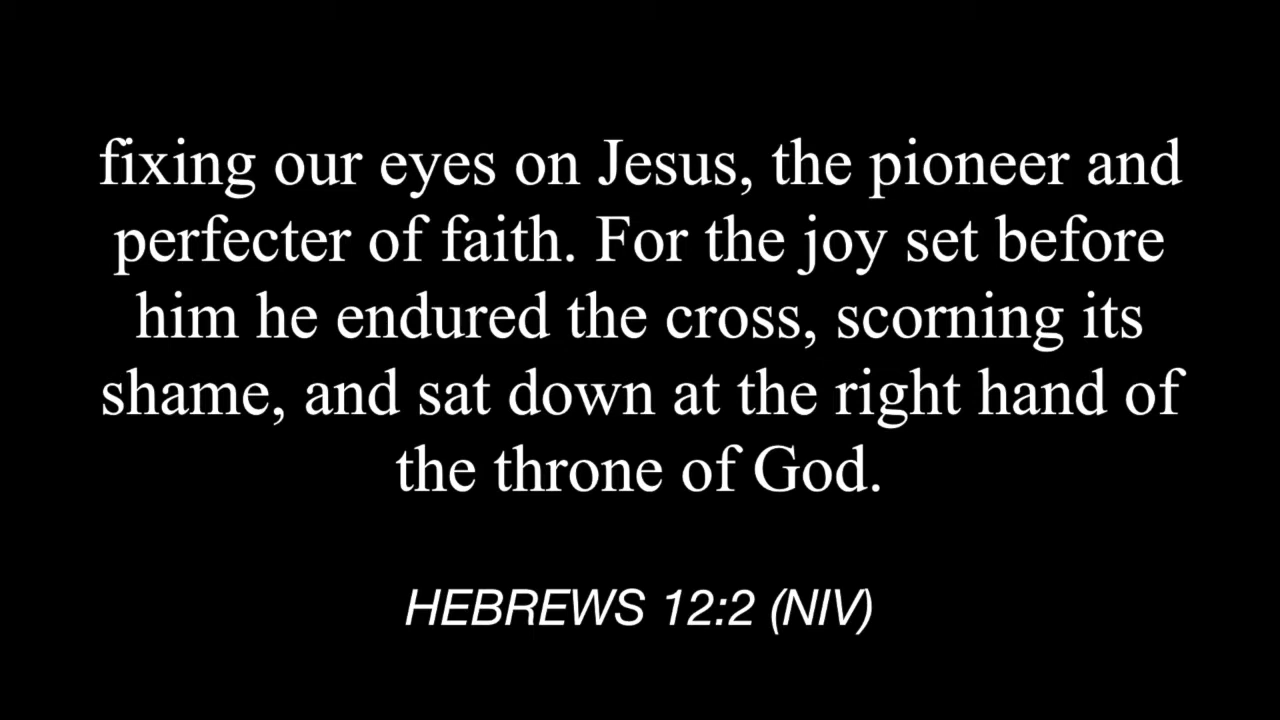 fixing our eyes on Jesus, the pioneer and
perfecter of faith. For the joy set before
him he endured the cross, scorning its
shame, and sat down at the right hand of
the throne of God.
HEBREWS 12:2 (NIV)